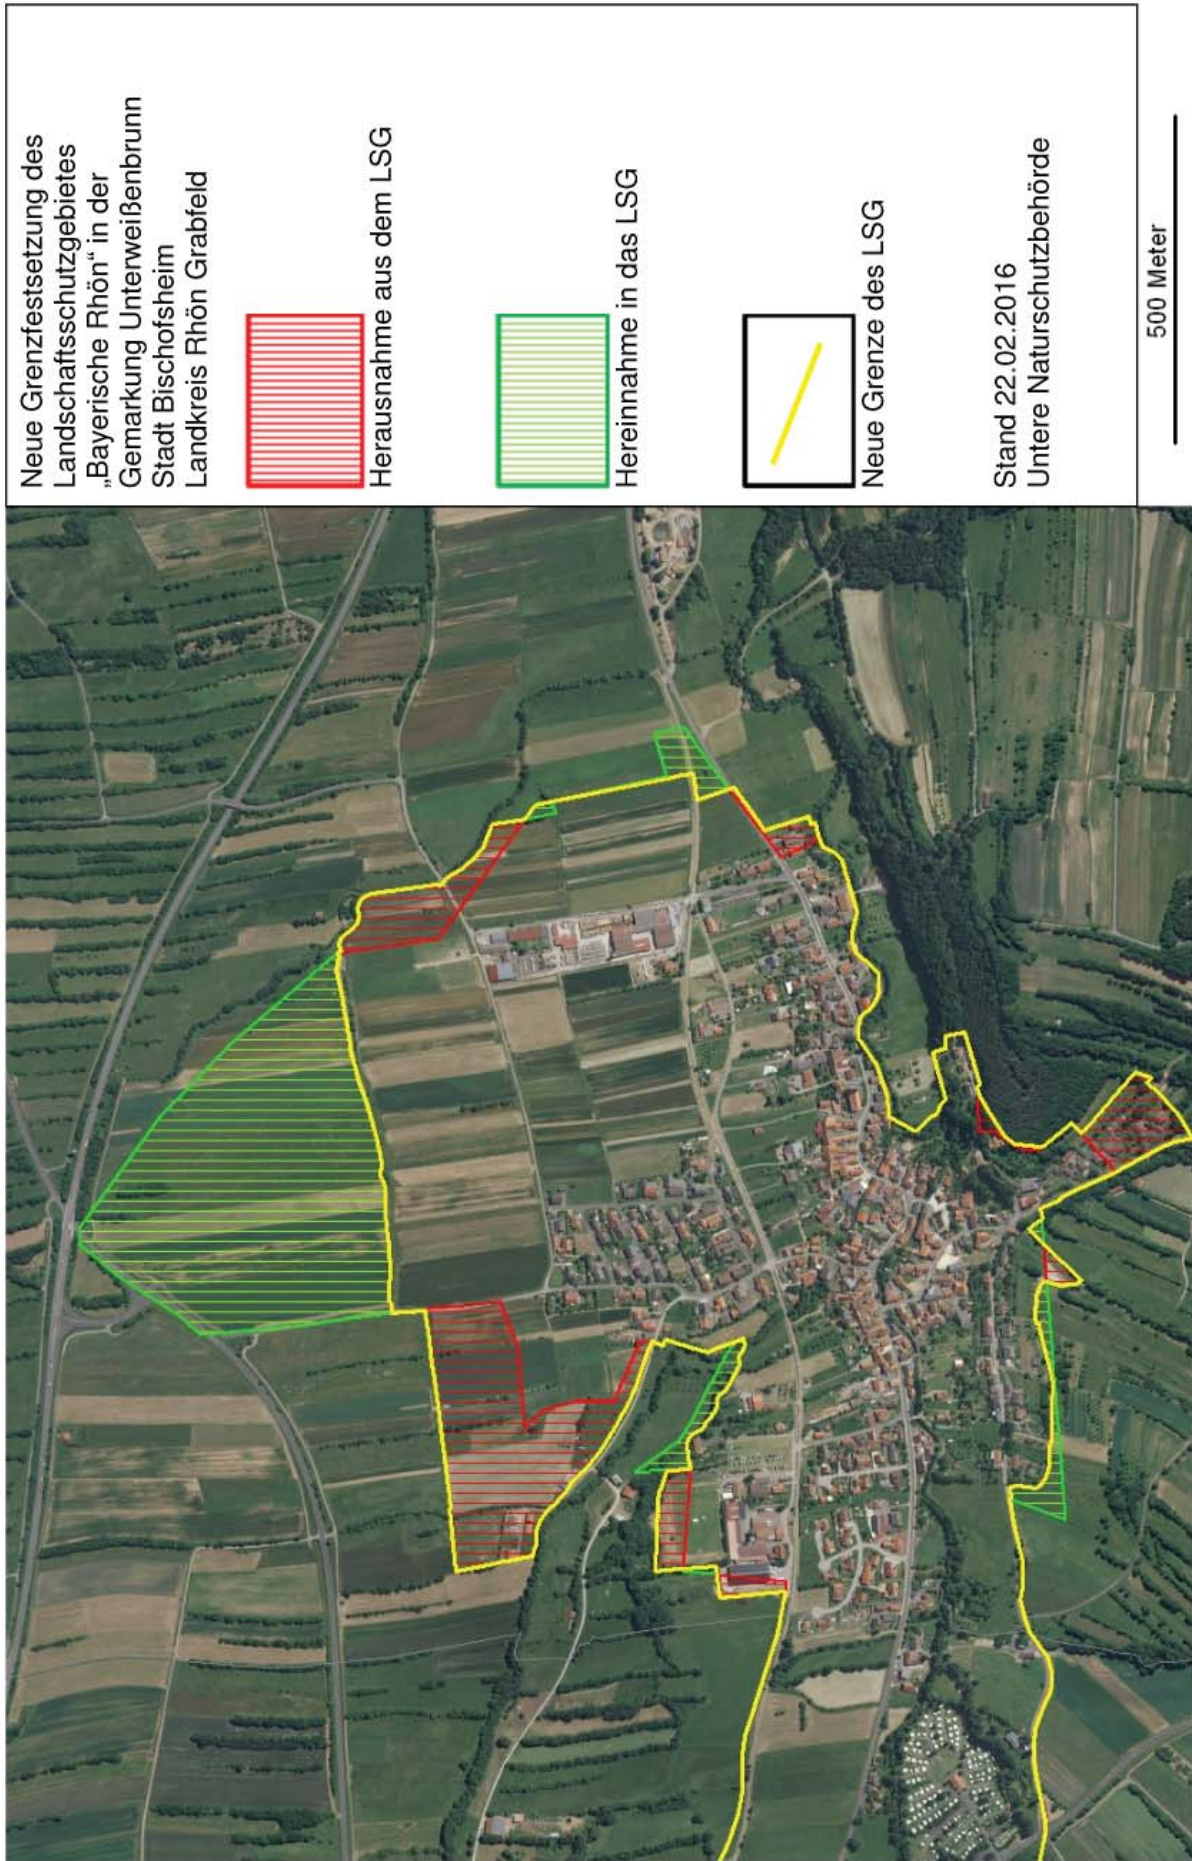 Neue Grenzfestsetzung des
Landschaftsschutzgebietes
„Bayerische Rhön“ in der
Gemarkung Unterweißenbrunn
Stadt Bischofsheim
Landkreis Rhön Grabfeld
Herausnahme aus dem LSG
Hereinnahme in das LSG
Neue Grenze des LSG
Stand 22.02.2016
Untere Naturschutzbehörde
500 Meter